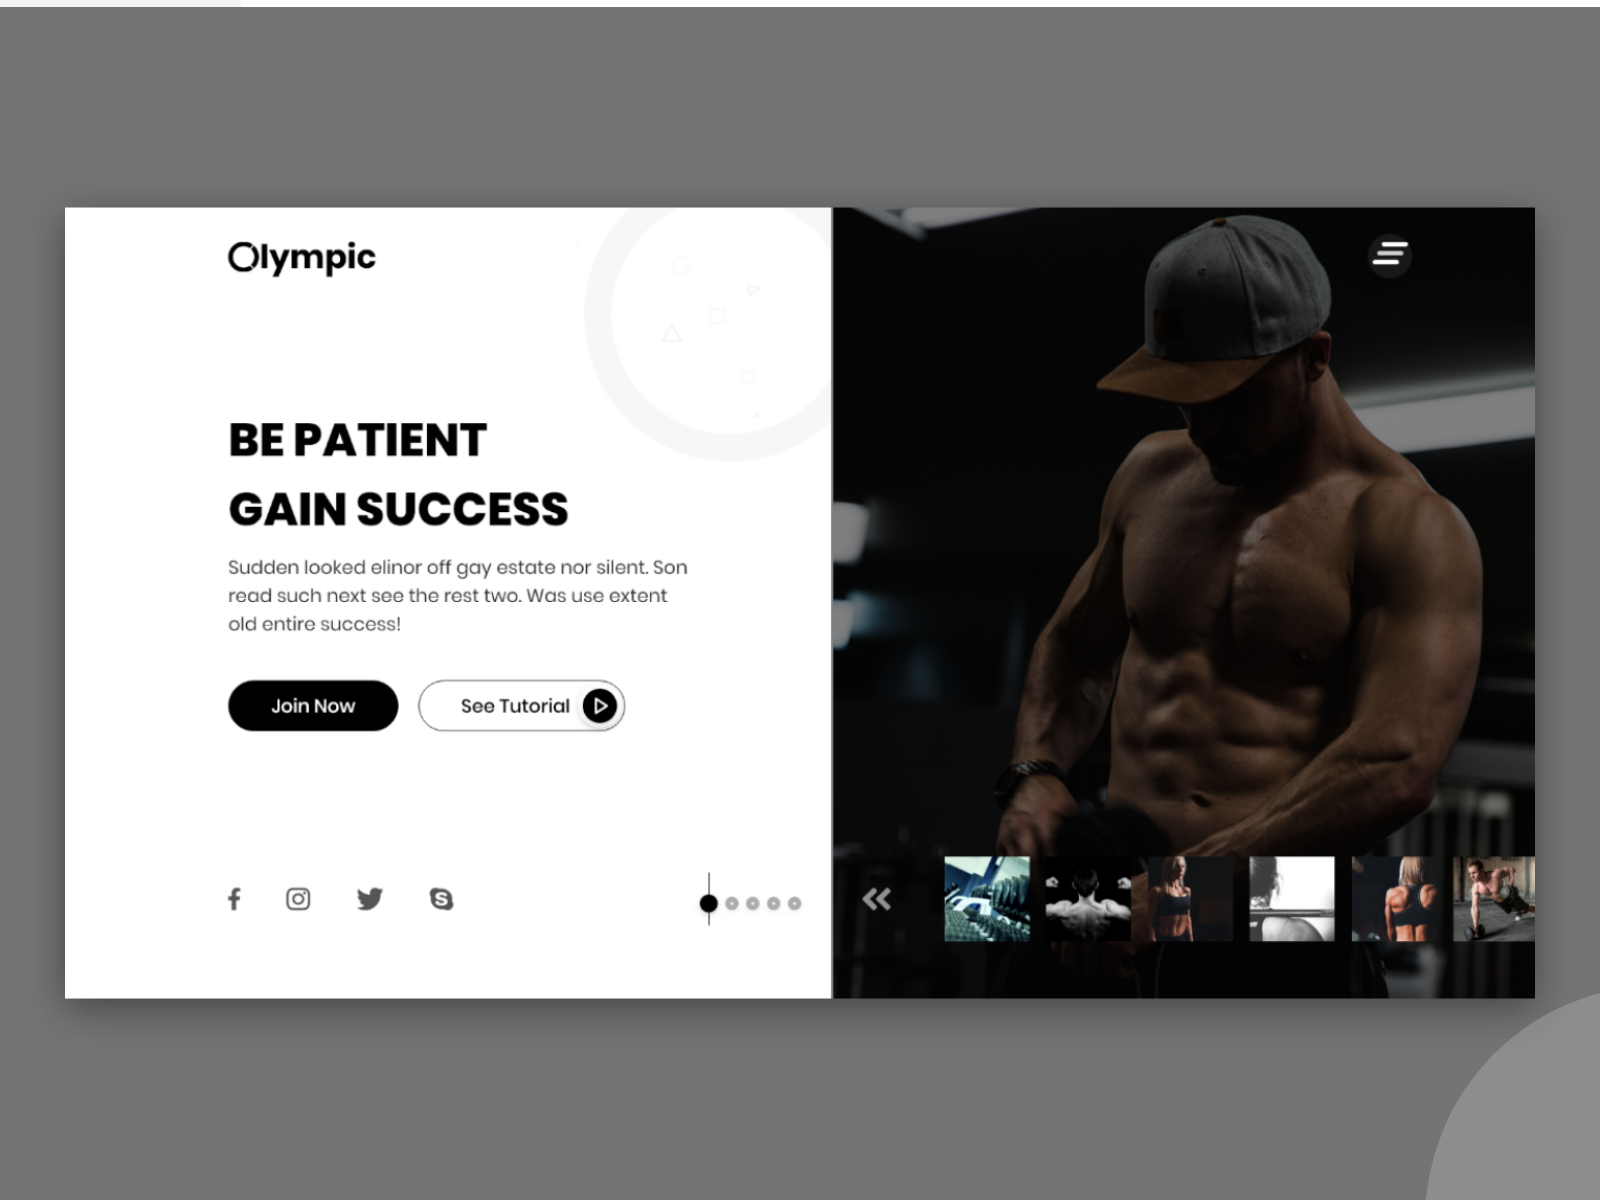 Olympic
BE PATIENT
GAIN SUCCESS
Sudden looked elinor off gay estate nor silent. Son
read such next see the rest two. Was use extent
old entire success!
Join Now
See Tutorial